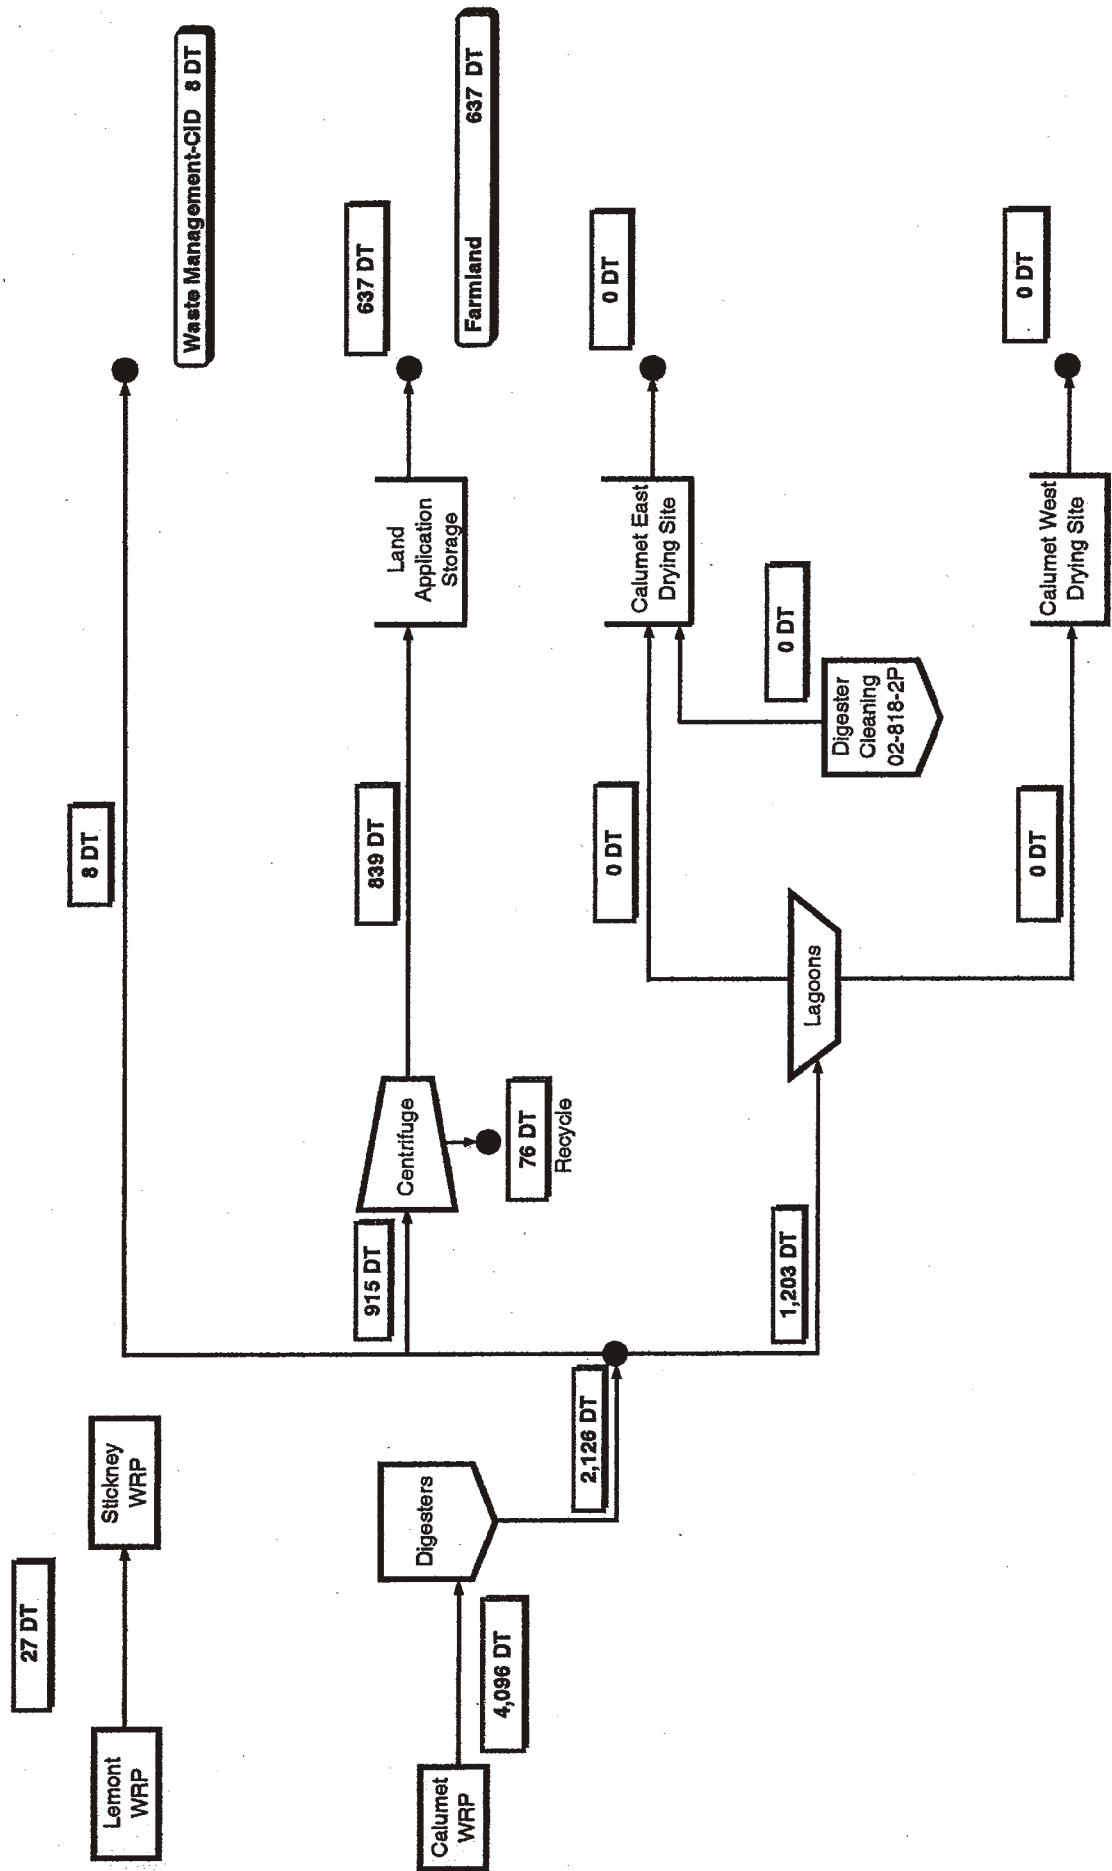 27 DT
Lemont
WRP
Stickney
WRP
8 DT
Waste Management-CID 8 DT
Calumet
WRP
4,096 DT
Digesters
2,126 DT
915 DT
Centrifuge
76 DT
Recycle
839 DT
Land
Application
Storage
637 DT
Farmland 637 DT
1,203 DT
Lagoons
0 DT
Calumet East
Drying Site
0 DT
0 DT
Digester
Cleaning
02-818-2P
0 DT
Calumet West
Drying Site
0 DT